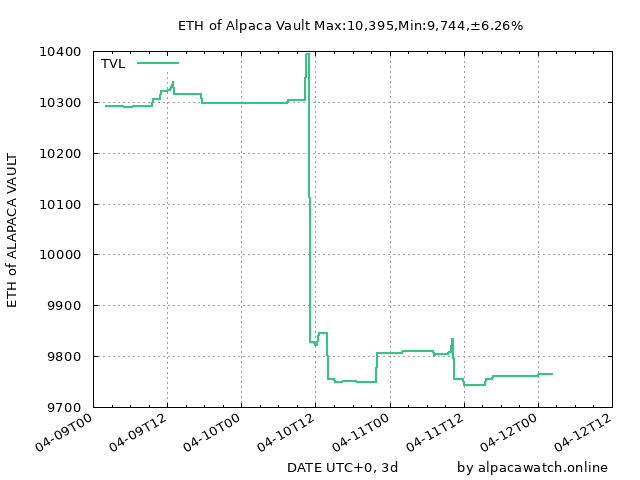 ETH of Alpaca Vault Max:10,395,Min:9,744,±6.26%
TVL
ETH of ALAPACA VAULT
10400
10300
10200
10100
10000
9900
9800
9700
04-09T00
04-09T12
04-10T00
04-10T12
04-11T00
04-11T12
04-12T00
04-12T12
DATE UTC+0, 3d
by alpacawatch.online